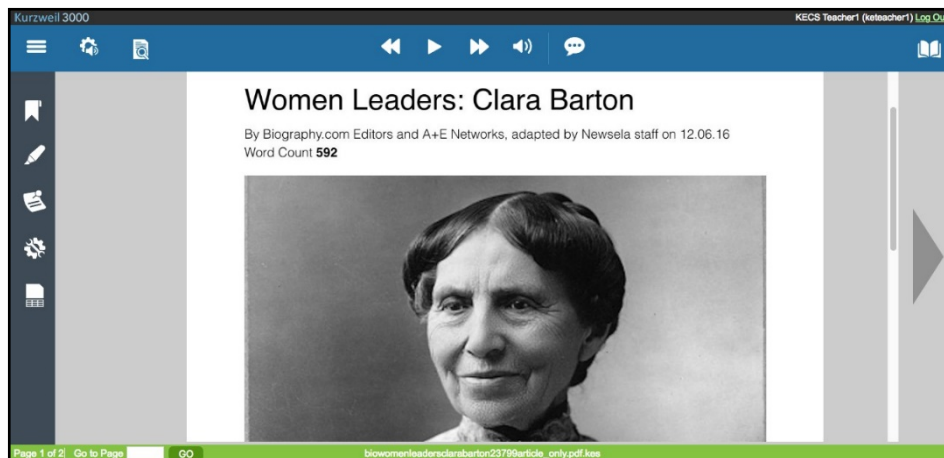 Kurzweil 3000
KECS Teacher1 (keteacher1) Log Ou
Women Leaders: Clara Barton
By Biography.com Editors and A+E Networks, adapted by Newsela staff on 12.06.16
Word Count 592
Page 1 of 2 Go to Page GO biowomenleadersclarabarton23799article_only.pdf.kes